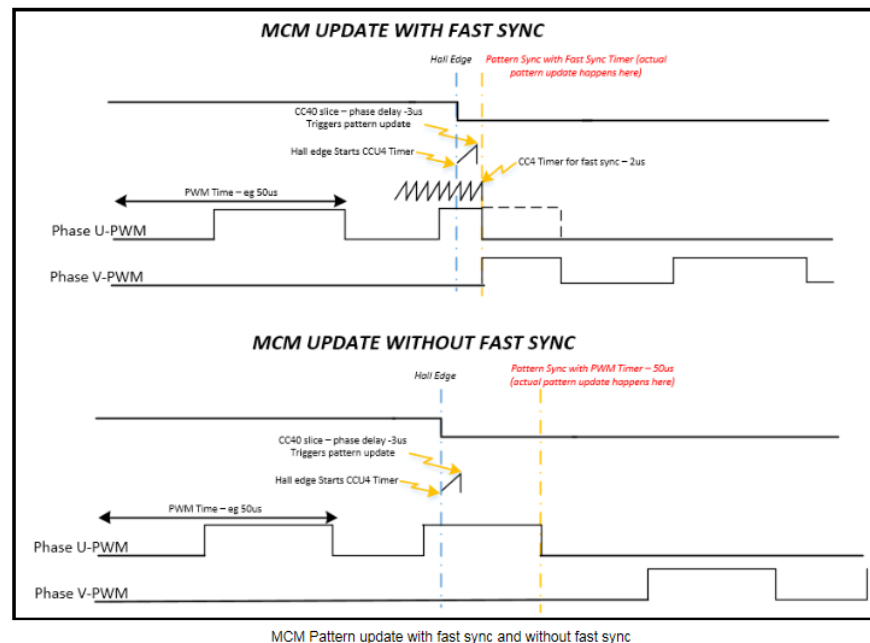 MCM UPDATE WITH FAST SYNC
Hall Edge
Pattern Sync with Fast Sync Timer (actual
pattern update happens here)
CC40 slice – phase delay -3us
Triggers pattern update
Hall edge Starts CCU4 Timer
CC4 Timer for fast sync – 2us
PWM Time – eg 50us
Phase U-PWM
Phase V-PWM
MCM UPDATE WITHOUT FAST SYNC
Hall Edge
Pattern Sync with PWM Timer – 50us
(actual pattern update happens here)
CC40 slice – phase delay -3us
Triggers pattern update
Hall edge Starts CCU4 Timer
PWM Time – eg 50us
Phase U-PWM
Phase V-PWM
MCM Pattern update with fast sync and without fast sync